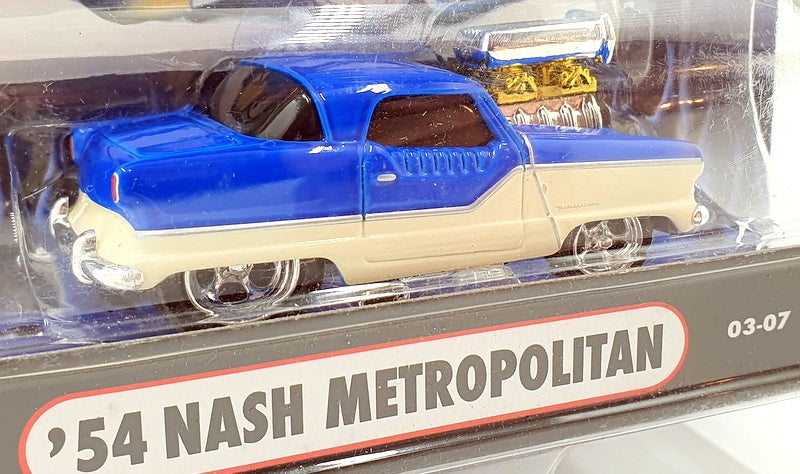 '54 NASH METROPOLITAN
03-07